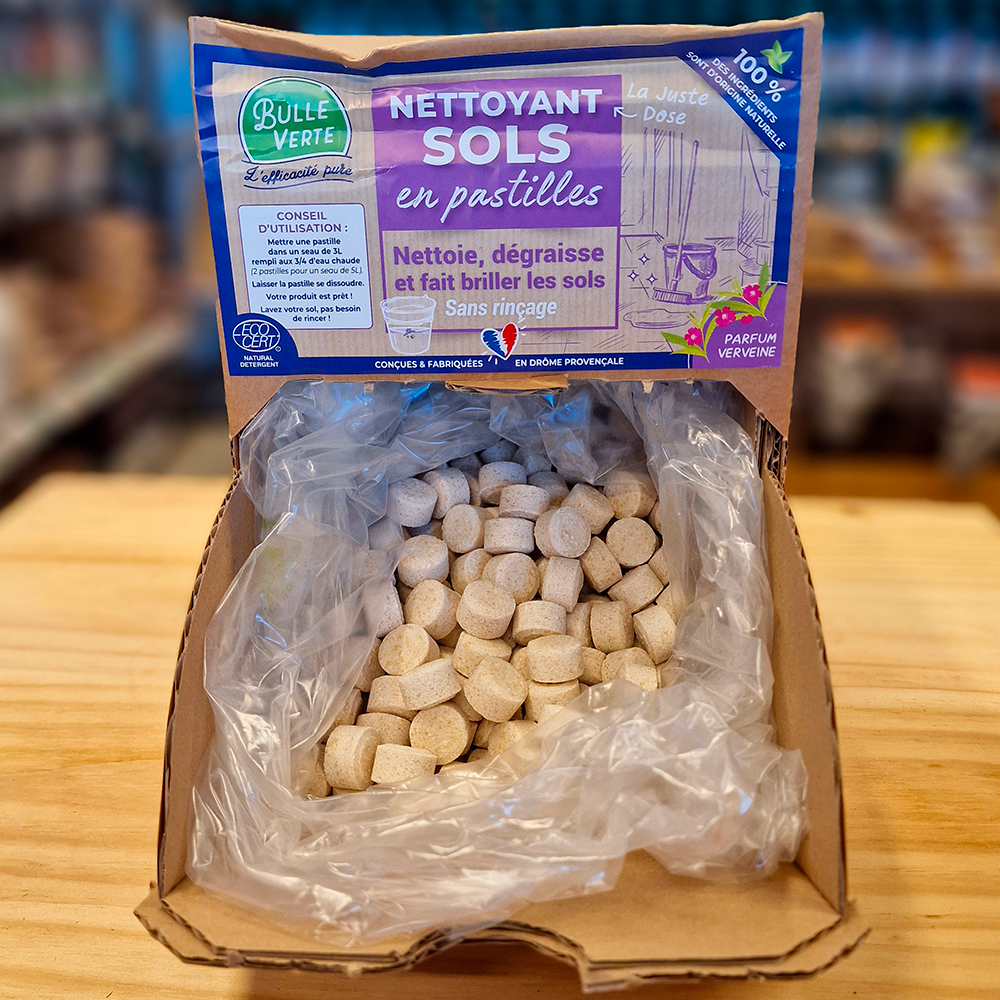 BULLE
VERTE
L'efficacité pure
CONSEIL
D'UTILISATION :
Mettre une pastille
dans un seau de 3L
rempli aux 3/4 d'eau chaude
(2 pastilles pour un seau de 5L).
Laisser la pastille se dissoudre.
Votre produit est prêt !
Lavez votre sol, pas besoin
de rincer !
ECO
CERT
NATURAL
DETERGENT
NETTOYANT
SOLS
en pastilles
Nettoie, dégraisse
et fait briller les sols
Sans rinçage
La Juste
Dose
100 %
DES INGRÉDIENTS
SONT D'ORIGINE NATURELLE
PARFUM
VERVEINE
CONÇUES & FABRIQUÉES EN DRÔME PROVENÇALE